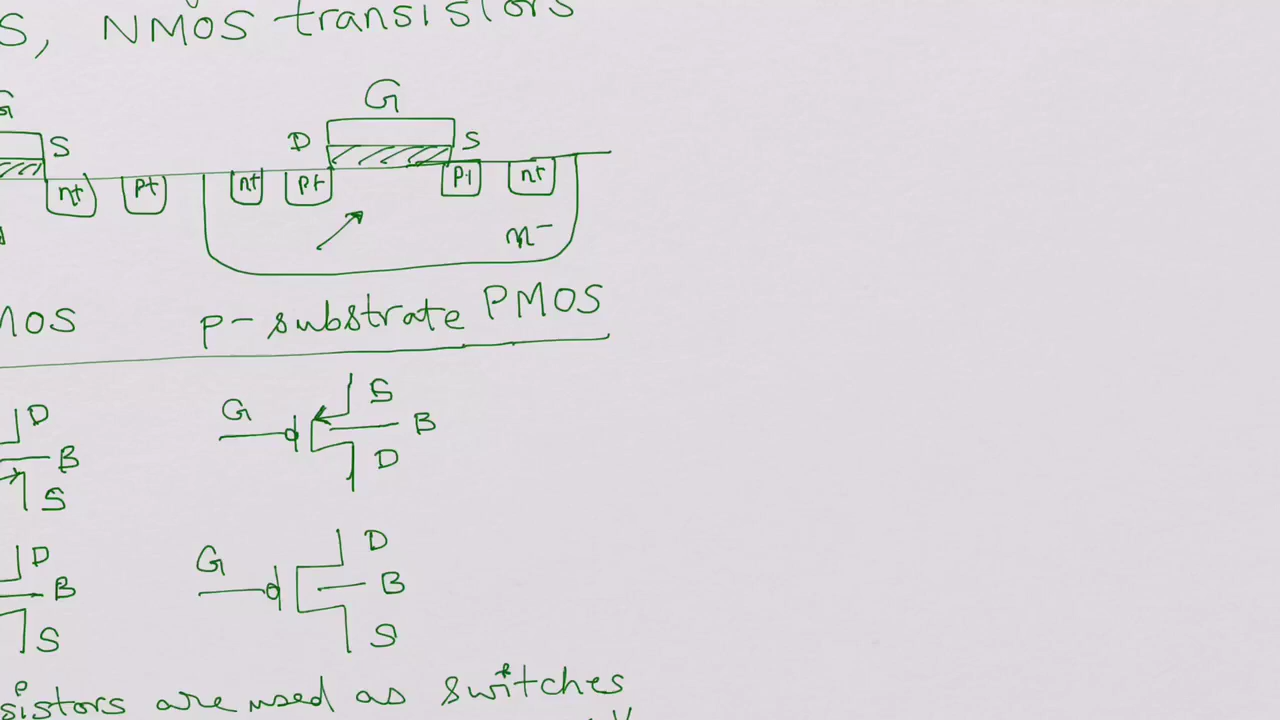 S, NMOS transistors
G G
S D S
n+ p+ n+ p+ p+ n+
n-
MOS p-substrate PMOS
D G S
B B
S D
D G D
B B
S S
sistors are used as switches